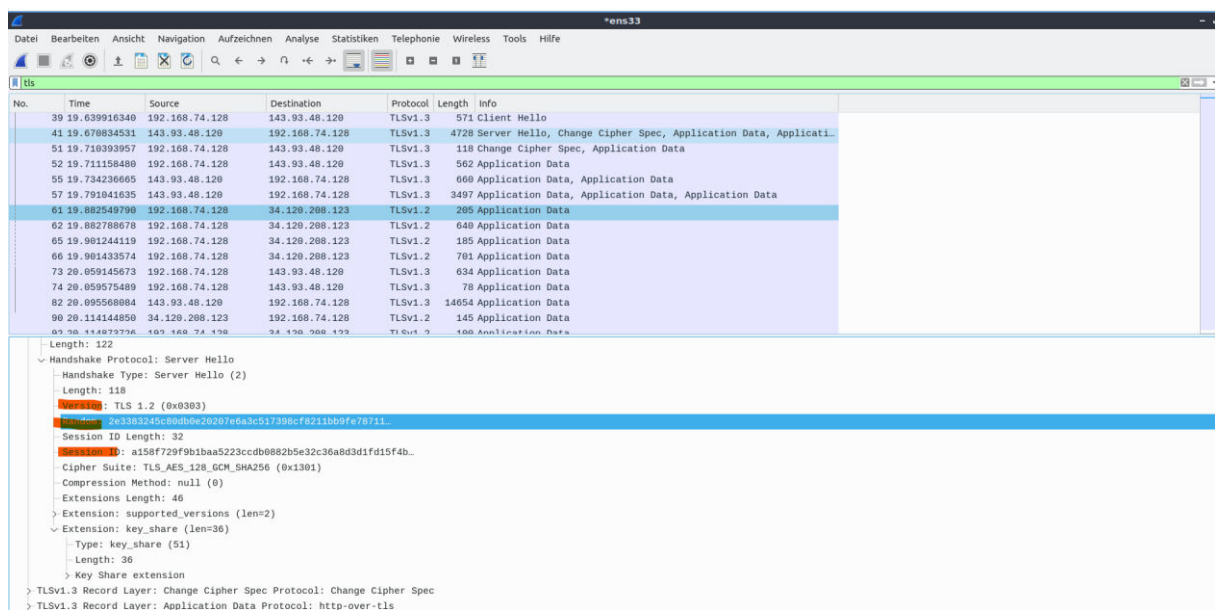 *ens33
Datei Bearbeiten Ansicht Navigation Aufzeichnen Analyse Statistiken Telephonie Wireless Tools Hilfe
tls
No. Time Source Destination Protocol Length Info
39 19.639916340 192.168.74.128 143.93.48.120 TLSv1.3 571 Client Hello
41 19.670834531 143.93.48.120 192.168.74.128 TLSv1.3 4728 Server Hello, Change Cipher Spec, Application Data, Applicati…
51 19.710393957 192.168.74.128 143.93.48.120 TLSv1.3 118 Change Cipher Spec, Application Data
52 19.711158480 192.168.74.128 143.93.48.120 TLSv1.3 562 Application Data
55 19.734236665 143.93.48.120 192.168.74.128 TLSv1.3 660 Application Data, Application Data
57 19.791041635 143.93.48.120 192.168.74.128 TLSv1.3 3497 Application Data, Application Data, Application Data
61 19.882549790 192.168.74.128 34.120.208.123 TLSv1.2 205 Application Data
62 19.882788678 192.168.74.128 34.120.208.123 TLSv1.2 640 Application Data
65 19.901244119 192.168.74.128 34.120.208.123 TLSv1.2 185 Application Data
66 19.901433574 192.168.74.128 34.120.208.123 TLSv1.2 701 Application Data
73 20.059145673 192.168.74.128 143.93.48.120 TLSv1.3 634 Application Data
74 20.059575489 192.168.74.128 143.93.48.120 TLSv1.3 78 Application Data
82 20.095568084 143.93.48.120 192.168.74.128 TLSv1.3 14654 Application Data
90 20.114144850 34.120.208.123 192.168.74.128 TLSv1.2 145 Application Data
92 20.114873726 192.168.74.128 34.120.208.123 TLSv1.2 100 Application Data
Length: 122
Handshake Protocol: Server Hello
Handshake Type: Server Hello (2)
Length: 118
Version: TLS 1.2 (0x0303)
Random: 2e3383245c80db0e20207e6a3c517398cf8211bb9fe78711…
Session ID Length: 32
Session ID: a158f729f9b1baa5223ccdb0882b5e32c36a8d3d1fd15f4b…
Cipher Suite: TLS_AES_128_GCM_SHA256 (0x1301)
Compression Method: null (0)
Extensions Length: 46
Extension: supported_versions (len=2)
Extension: key_share (len=36)
Type: key_share (51)
Length: 36
Key Share extension
TLSv1.3 Record Layer: Change Cipher Spec Protocol: Change Cipher Spec
TLSv1.3 Record Layer: Application Data Protocol: http-over-tls